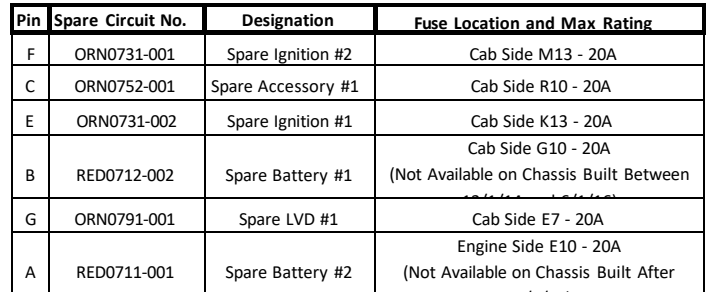 Pin Spare Circuit No. Designation Fuse Location and Max Rating
F ORN0731-001 Spare Ignition #2 Cab Side M13 - 20A
C ORN0752-001 Spare Accessory #1 Cab Side R10 - 20A
E ORN0731-002 Spare Ignition #1 Cab Side K13 - 20A
Cab Side G10 - 20A
B RED0712-002 Spare Battery #1 (Not Available on Chassis Built Between
G ORN0791-001 Spare LVD #1 Cab Side E7 - 20A
Engine Side E10 - 20A
A RED0711-001 Spare Battery #2 (Not Available on Chassis Built After